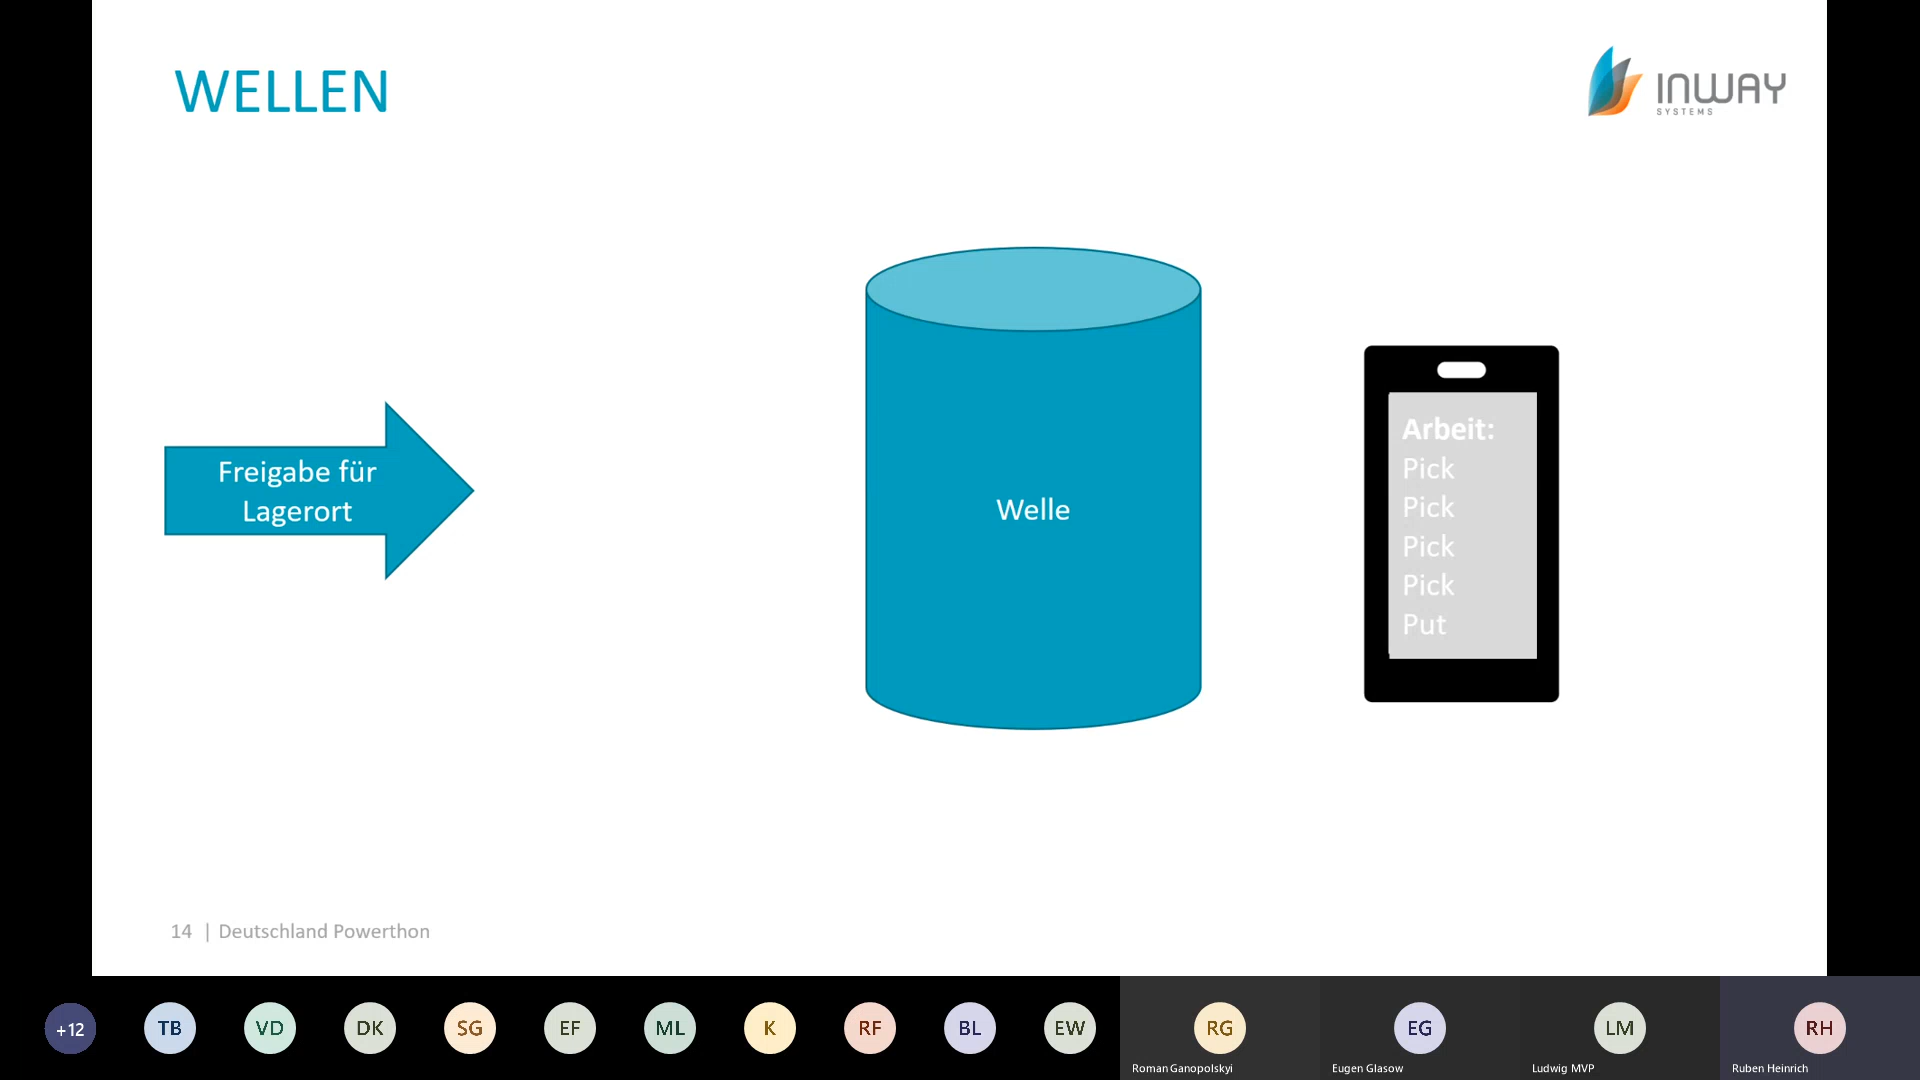 WELLEN
INWAY
SYSTEMS
Freigabe für
Lagerort
Welle
Arbeit:
Pick
Pick
Pick
Pick
Put
14 | Deutschland Powerthon
+12
TB
VD
DK
SG
EF
ML
K
RF
BL
EW
RG
Roman Ganopolskyi
EG
Eugen Glasow
LM
Ludwig MVP
RH
Ruben Heinrich